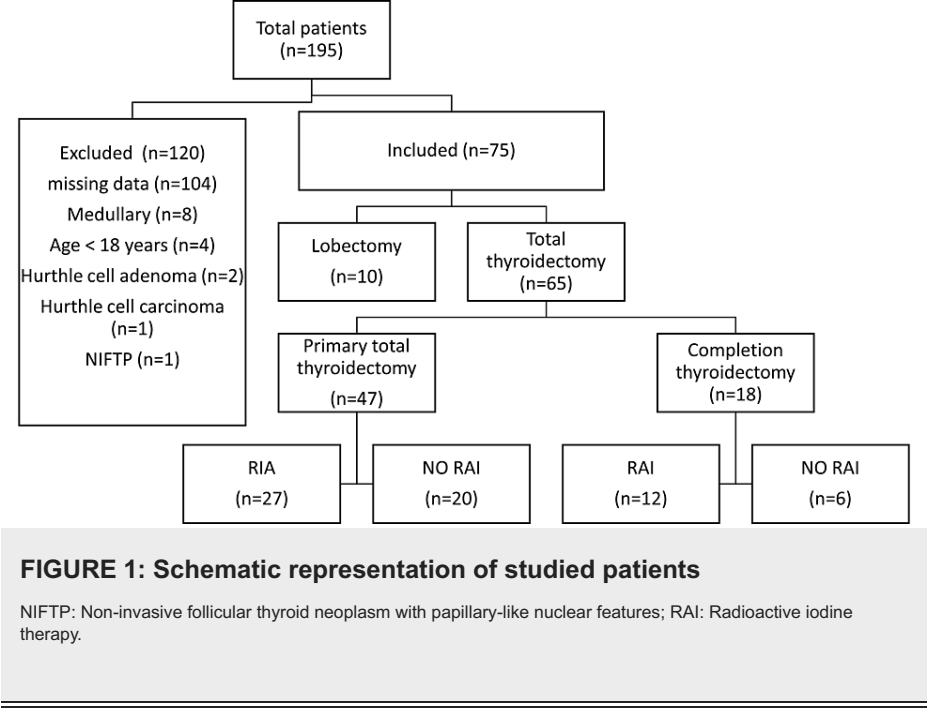 Total patients
(n=195)
Excluded (n=120)
missing data (n=104)
Medullary (n=8)
Age < 18 years (n=4)
Hurthle cell adenoma (n=2)
Hurthle cell carcinoma
(n=1)
NIFTP (n=1)
Included (n=75)
Lobectomy
(n=10)
Total
thyroidectomy
(n=65)
Primary total
thyroidectomy
(n=47)
Completion
thyroidectomy
(n=18)
RIA
(n=27)
NO RAI
(n=20)
RAI
(n=12)
NO RAI
(n=6)
FIGURE 1: Schematic representation of studied patients
NIFTP: Non-invasive follicular thyroid neoplasm with papillary-like nuclear features; RAI: Radioactive iodine
therapy.